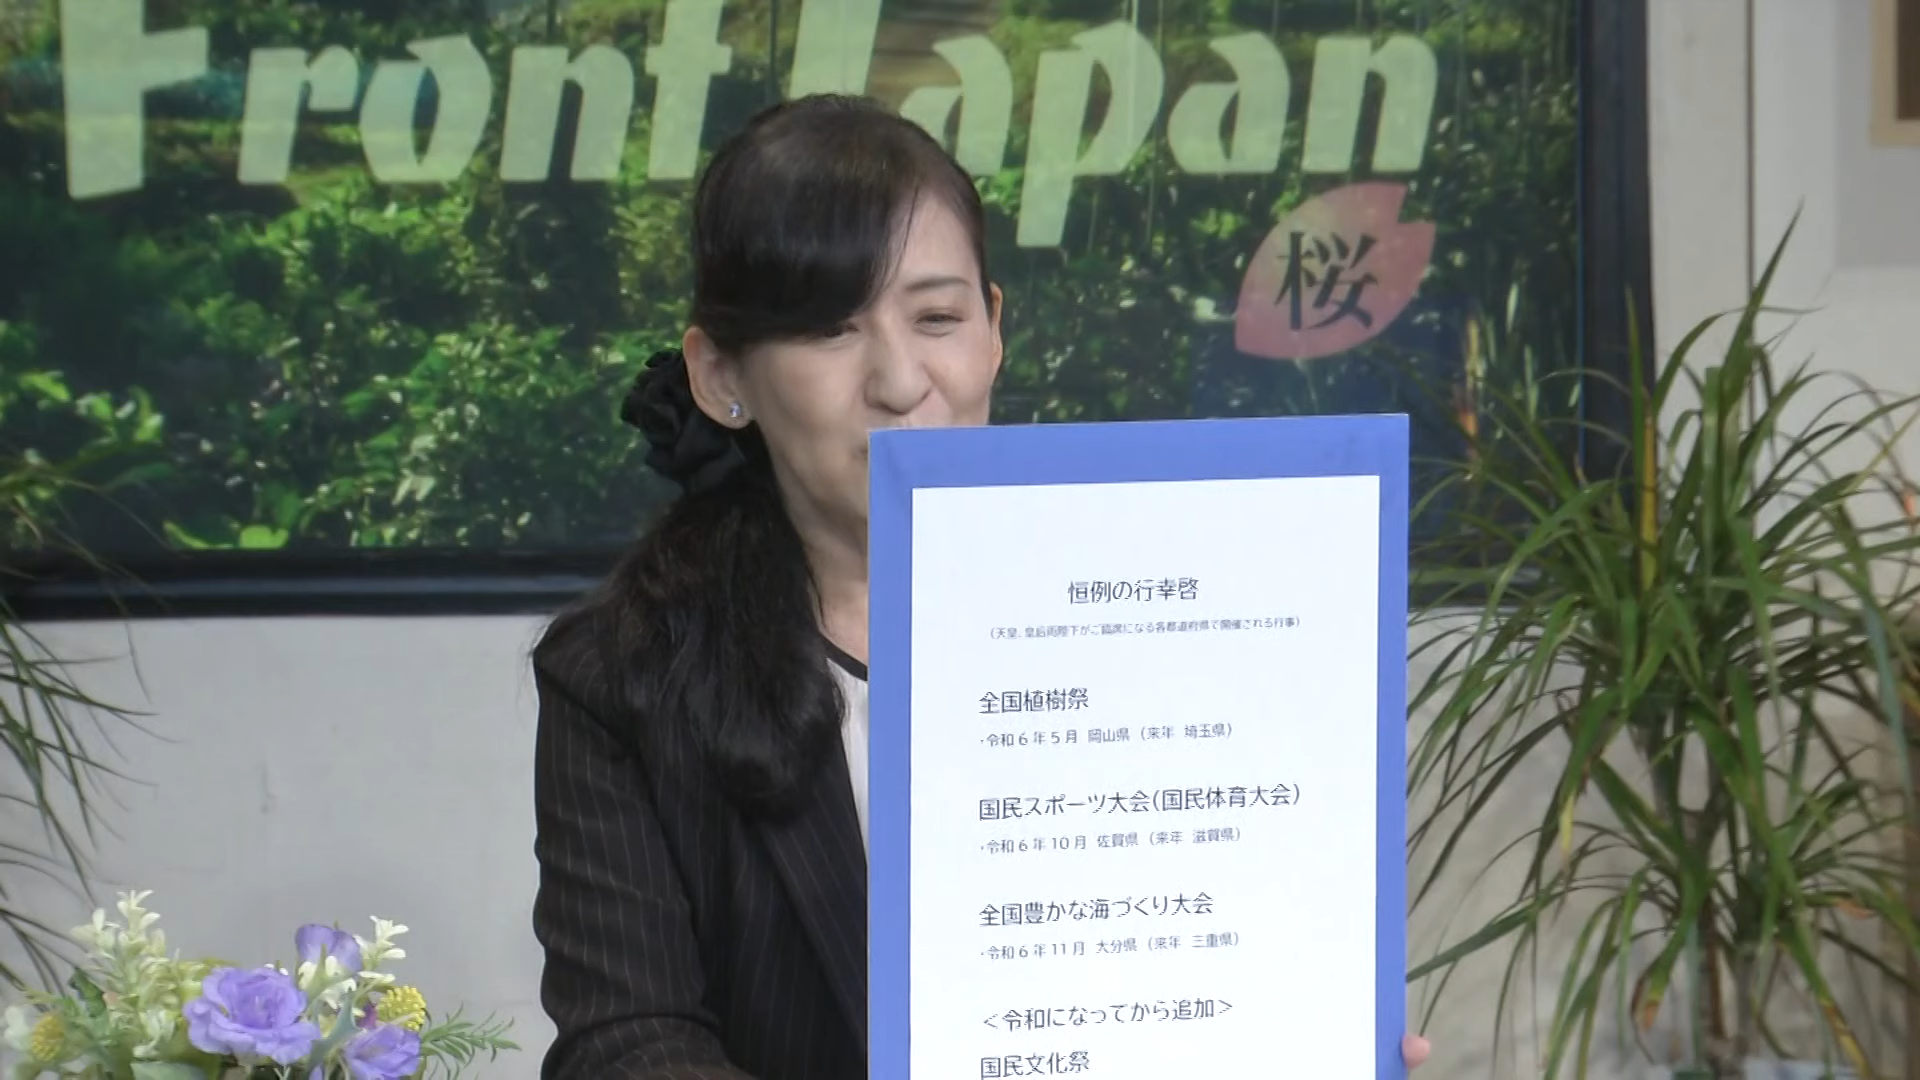 Front Japan
桜
恒例の行幸啓
（天皇、皇后両陛下がご臨席になる各都道府県で開催される行事）
全国植樹祭
・令和6年5月 岡山県（来年 埼玉県）
国民スポーツ大会(国民体育大会)
・令和6年10月 佐賀県（来年 滋賀県）
全国豊かな海づくり大会
・令和6年11月 大分県（来年 三重県）
＜令和になってから追加＞
国民文化祭